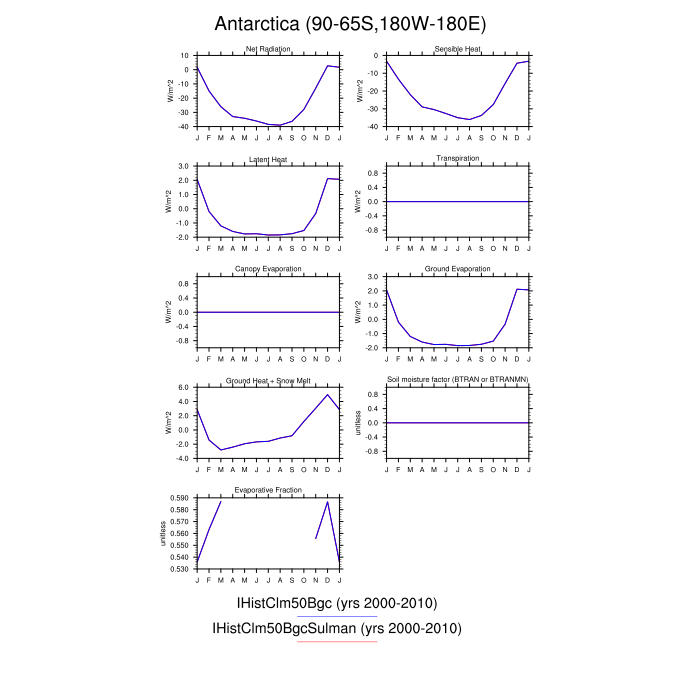 Antarctica (90-65S,180W-180E)
Net Radiation
Sensible Heat
W/m^2
10
0
-10
-20
-30
-40
J F M A M J J A S O N D J
W/m^2
0
-10
-20
-30
-40
J F M A M J J A S O N D J
Latent Heat
Transpiration
W/m^2
3.0
2.0
1.0
0.0
-1.0
-2.0
J F M A M J J A S O N D J
W/m^2
0.8
0.4
0.0
-0.4
-0.8
J F M A M J J A S O N D J
Canopy Evaporation
Ground Evaporation
W/m^2
0.8
0.4
0.0
-0.4
-0.8
J F M A M J J A S O N D J
W/m^2
3.0
2.0
1.0
0.0
-1.0
-2.0
J F M A M J J A S O N D J
Ground Heat + Snow Melt
Soil moisture factor (BTRAN or BTRANMN)
W/m^2
6.0
4.0
2.0
0.0
-2.0
-4.0
J F M A M J J A S O N D J
unitless
0.8
0.4
0.0
-0.4
-0.8
J F M A M J J A S O N D J
Evaporative Fraction
unitless
0.590
0.580
0.570
0.560
0.550
0.540
0.530
J F M A M J J A S O N D J
IHistClm50Bgc (yrs 2000-2010)
IHistClm50BgcSulman (yrs 2000-2010)